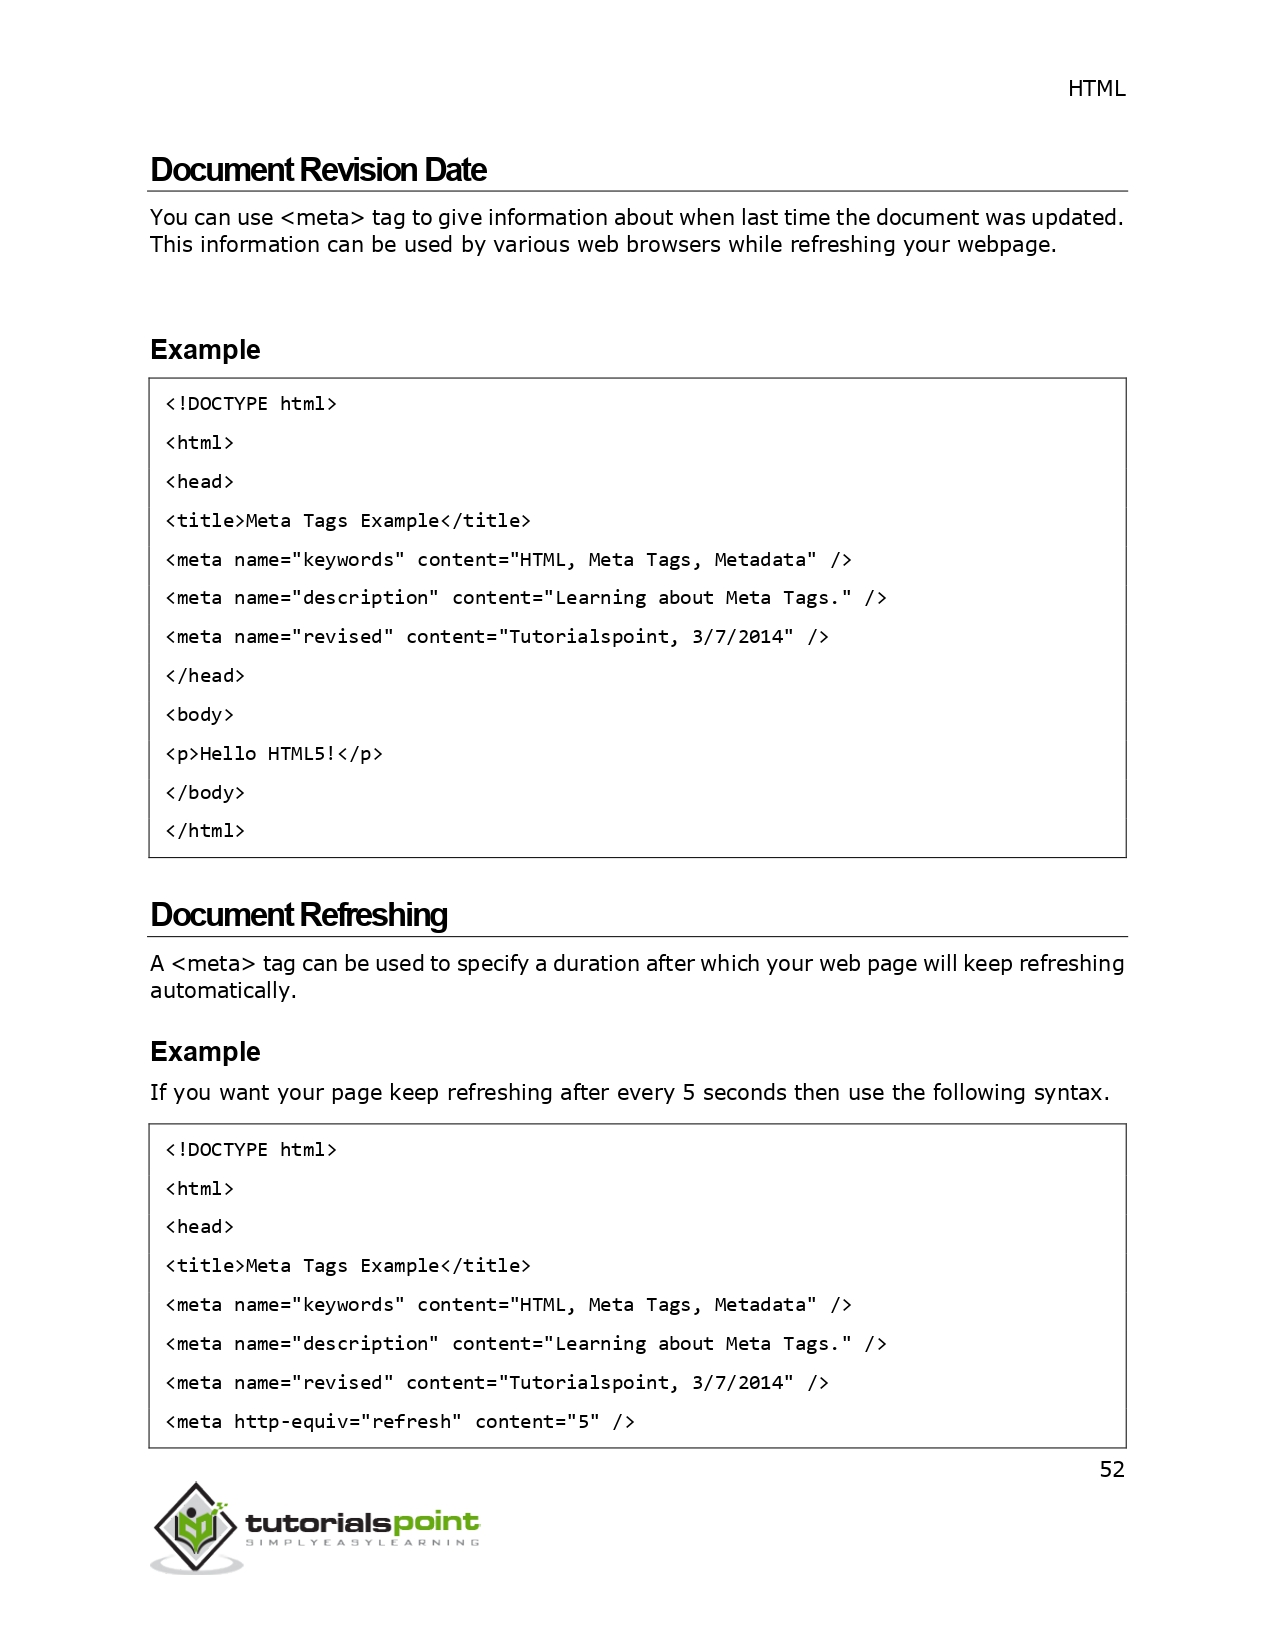 HTML
Document Revision Date
You can use <meta> tag to give information about when last time the document was updated.
This information can be used by various web browsers while refreshing your webpage.
Example
<!DOCTYPE html>
<html>
<head>
<title>Meta Tags Example</title>
<meta name="keywords" content="HTML, Meta Tags, Metadata" />
<meta name="description" content="Learning about Meta Tags." />
<meta name="revised" content="Tutorialspoint, 3/7/2014" />
</head>
<body>
<p>Hello HTML5!</p>
</body>
</html>
Document Refreshing
A <meta> tag can be used to specify a duration after which your web page will keep refreshing
automatically.
Example
If you want your page keep refreshing after every 5 seconds then use the following syntax.
<!DOCTYPE html>
<html>
<head>
<title>Meta Tags Example</title>
<meta name="keywords" content="HTML, Meta Tags, Metadata" />
<meta name="description" content="Learning about Meta Tags." />
<meta name="revised" content="Tutorialspoint, 3/7/2014" />
<meta http-equiv="refresh" content="5" />
52
tutorialspoint
SIMPLYEASYLEARNING